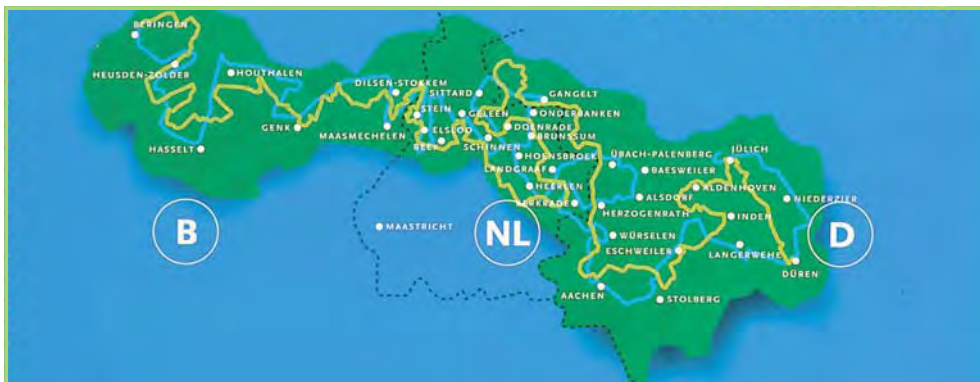 BERINGEN
HEUSDEN-ZOLDER
HOUTHALEN
DILSEN-STOKKEM
SITTARD
GANGELT
STEIN
GELEEN
ONDERBANKEN
GENK
MAASMECHELEN
ELSLOO
DOENRADE
BRUNSSUM
HASSELT
BEEK
SCHINNEN
HOENSBROEK
ÜBACH-PALENBERG
JÜLICH
LANDGRAAF
BAESWEILER
HEERLEN
ALDENHOVEN
KERKRADE
ALSDORF
NIEDERZIER
HERZOGENRATH
INDEN
MAASTRICHT
B
NL
D
WÜRSELEN
ESCHWEILER
LANGERWEHE
DÜREN
AACHEN
STOLBERG